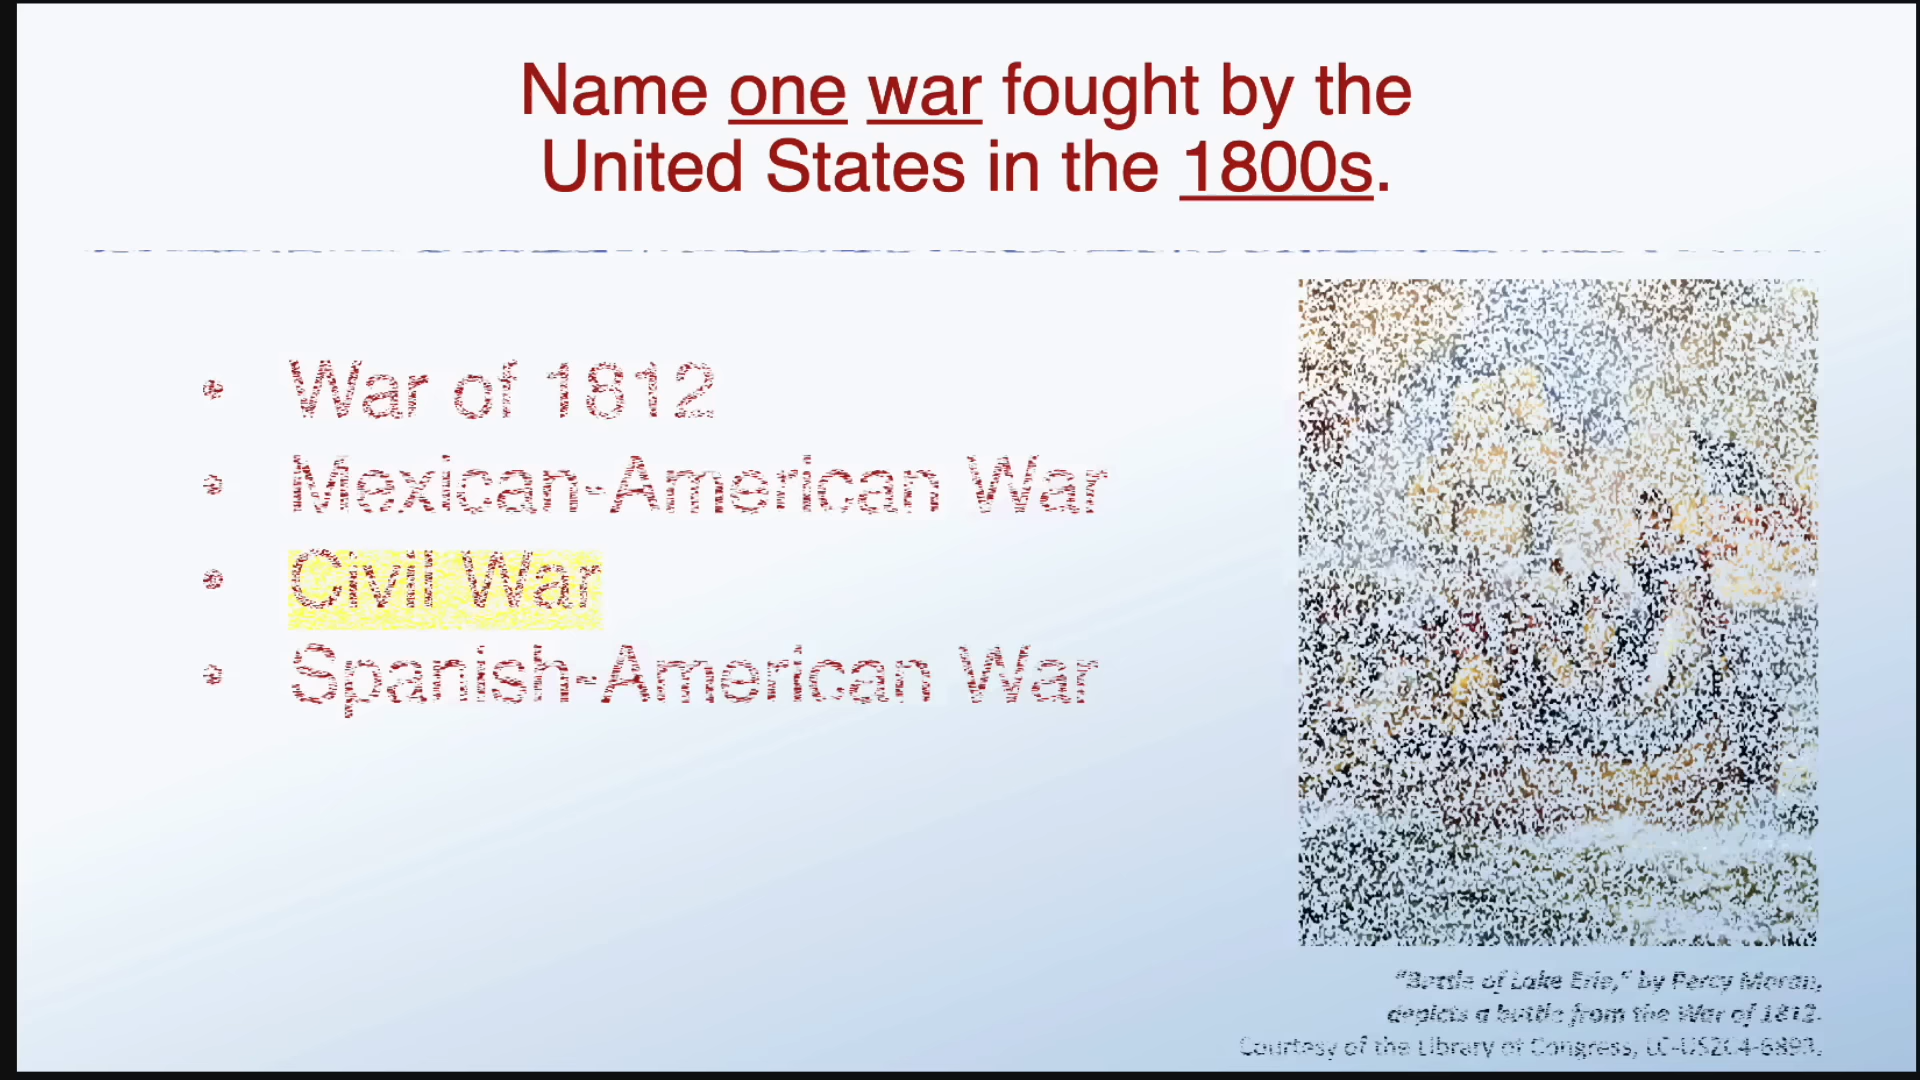 Name one war fought by the
United States in the 1800s.
• War of 1812
• Mexican-American War
• Civil War
• Spanish-American War
"Battle of Lake Erie," by Percy Moran,
depicts a battle from the War of 1812.
Courtesy of the Library of Congress, LC-USZC4-6893.